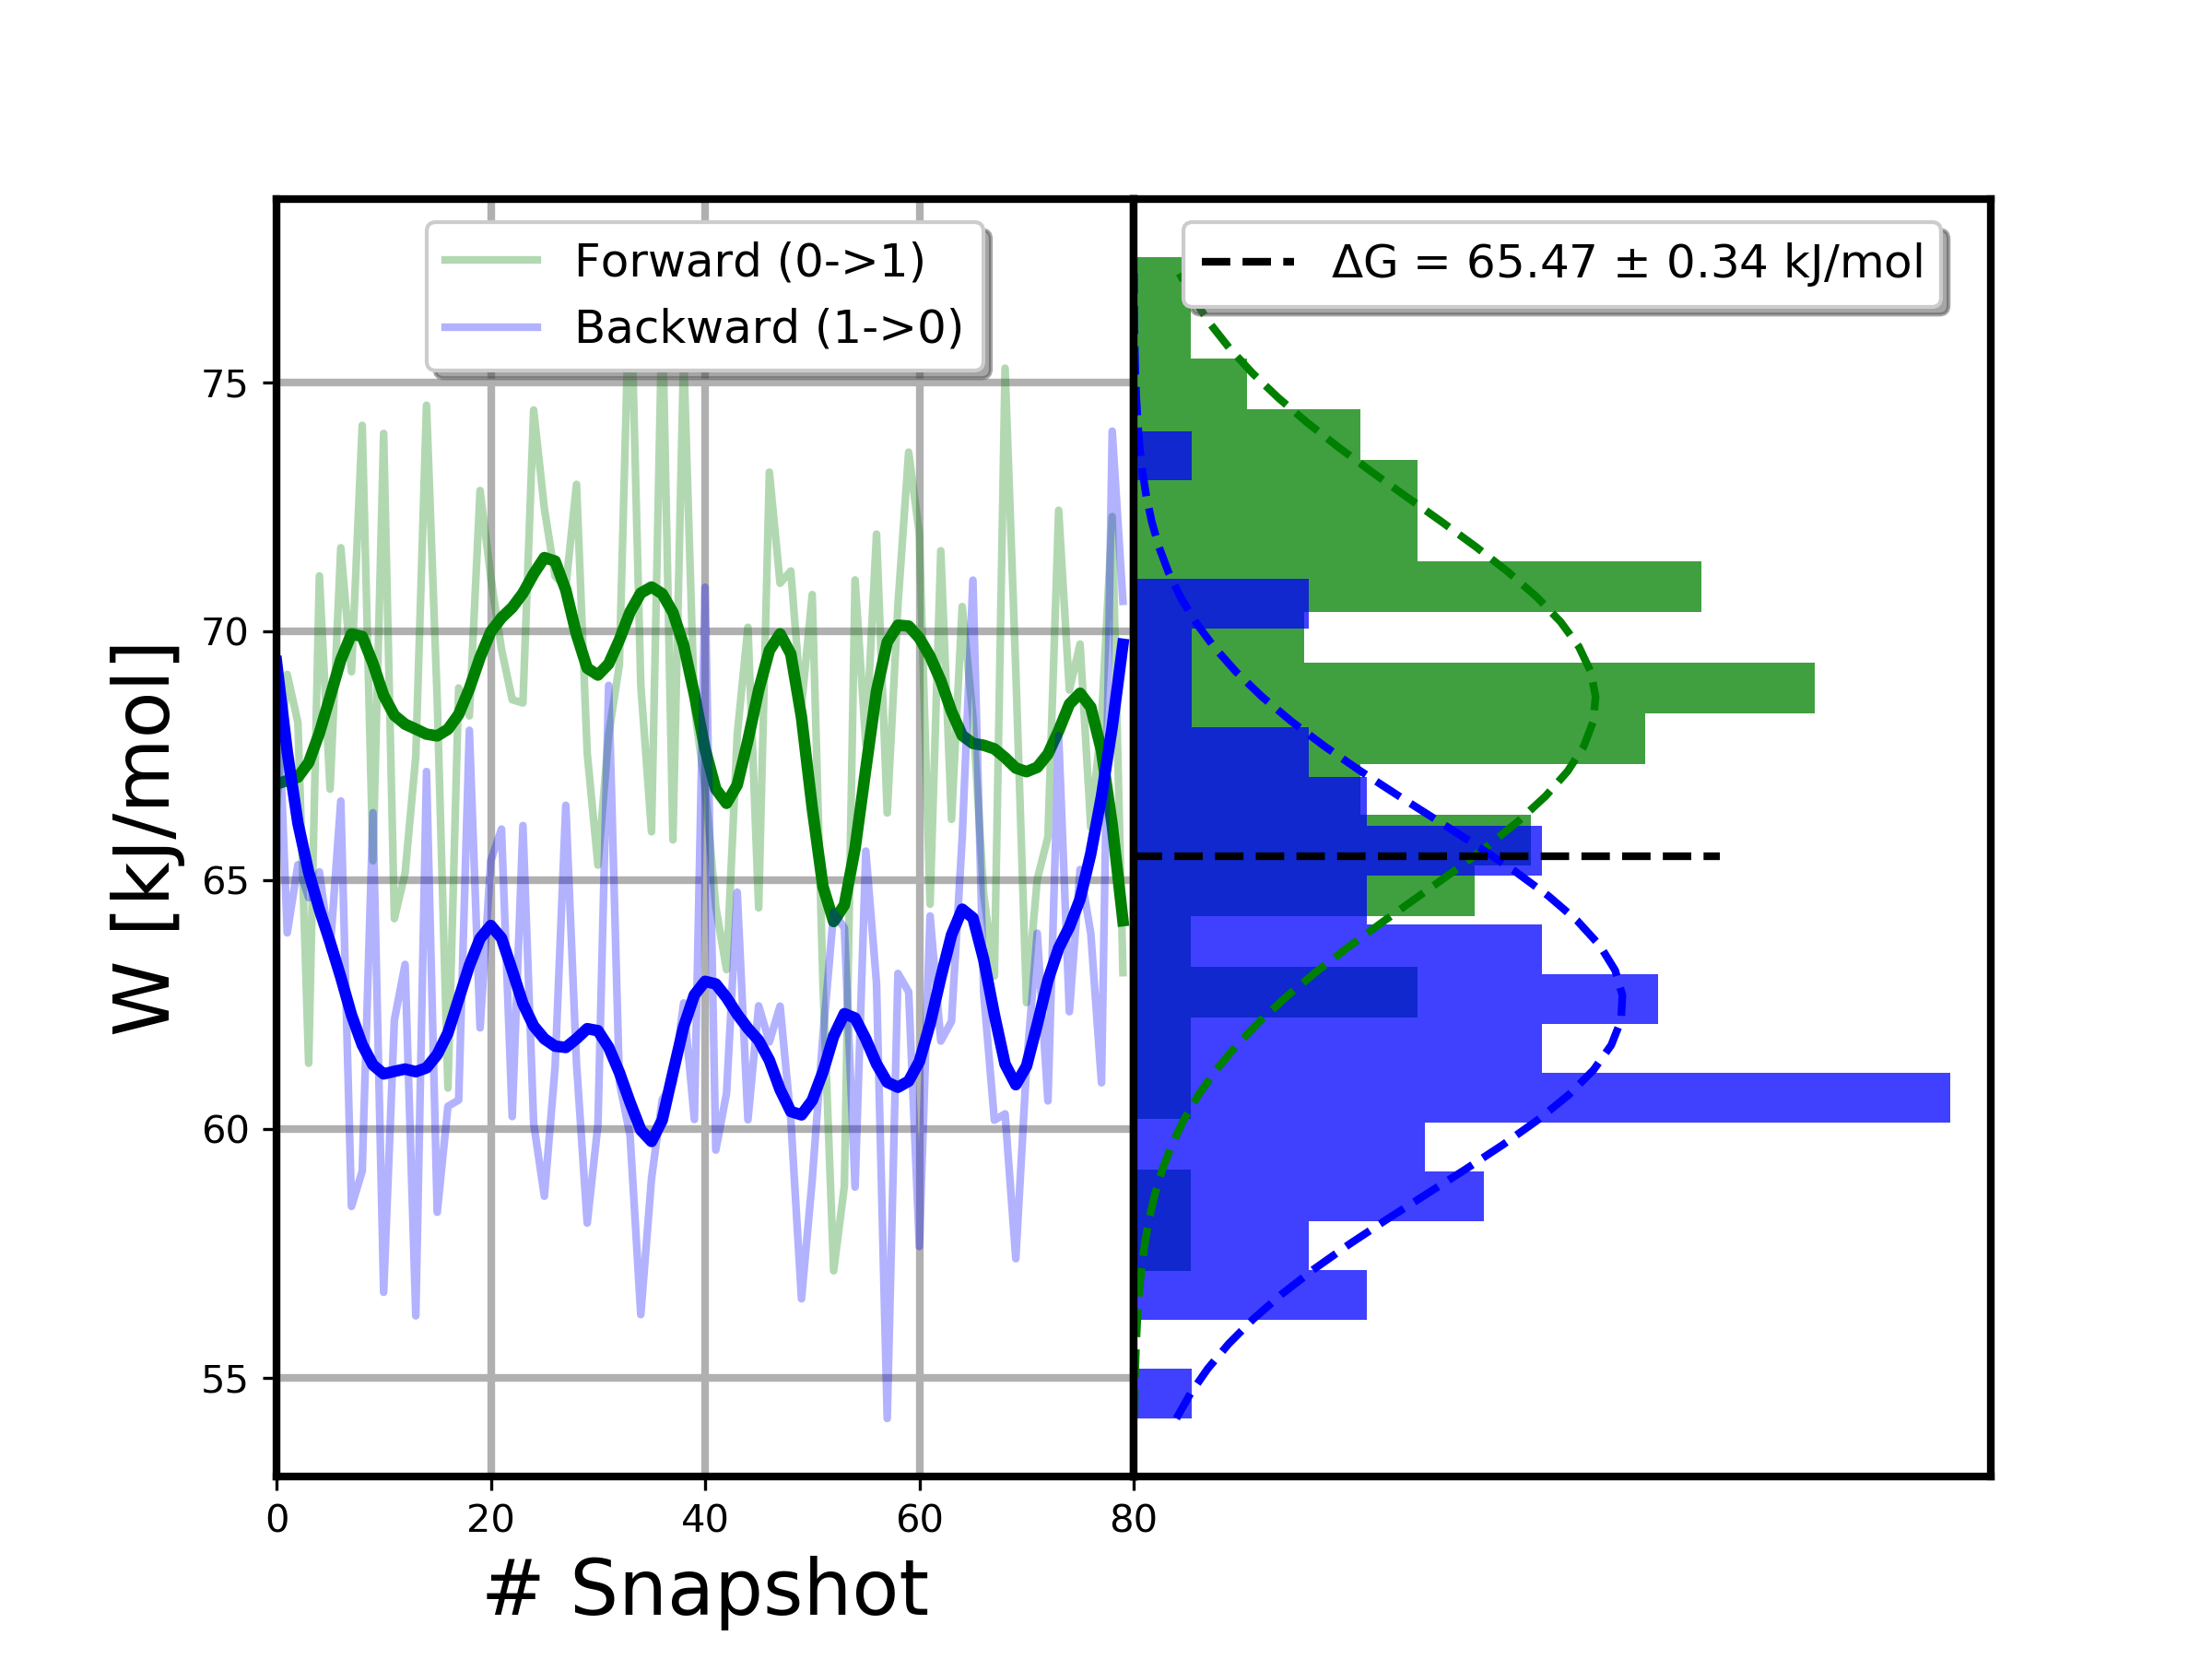 Forward (0->1)
Backward (1->0)
ΔG = 65.47 ± 0.34 kJ/mol
W [kJ/mol]
75
70
65
60
55
0 20 40 60 80
# Snapshot